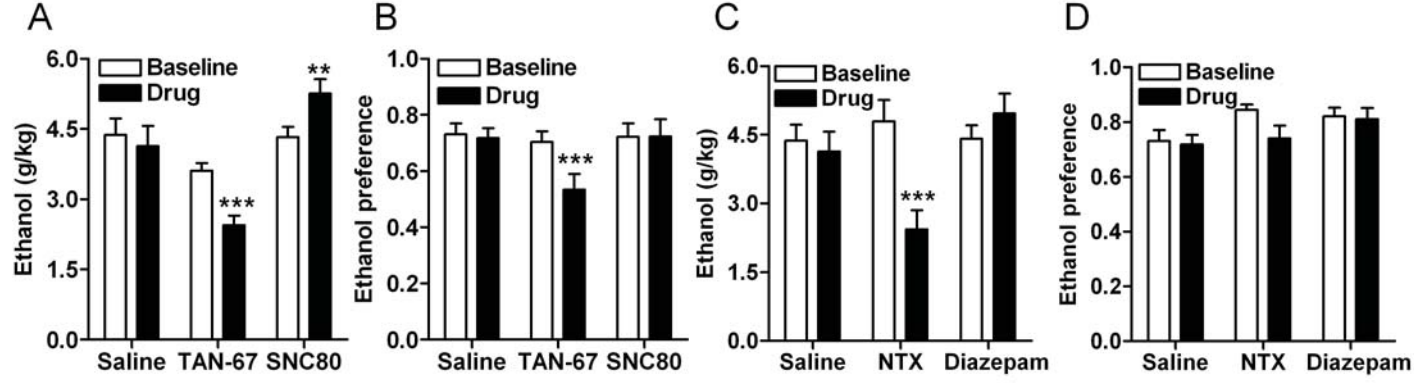 A
Ethanol (g/kg)
6.0
4.5
3.0
1.5
0.0
Baseline
Drug
**
***
Saline TAN-67 SNC80
B
Ethanol preference
1.0
0.8
0.6
0.4
0.2
0.0
Baseline
Drug
***
Saline TAN-67 SNC80
C
Ethanol (g/kg)
6.0
4.5
3.0
1.5
0.0
Baseline
Drug
***
Saline NTX Diazepam
D
Ethanol preference
1.0
0.8
0.6
0.4
0.2
0.0
Baseline
Drug
Saline NTX Diazepam